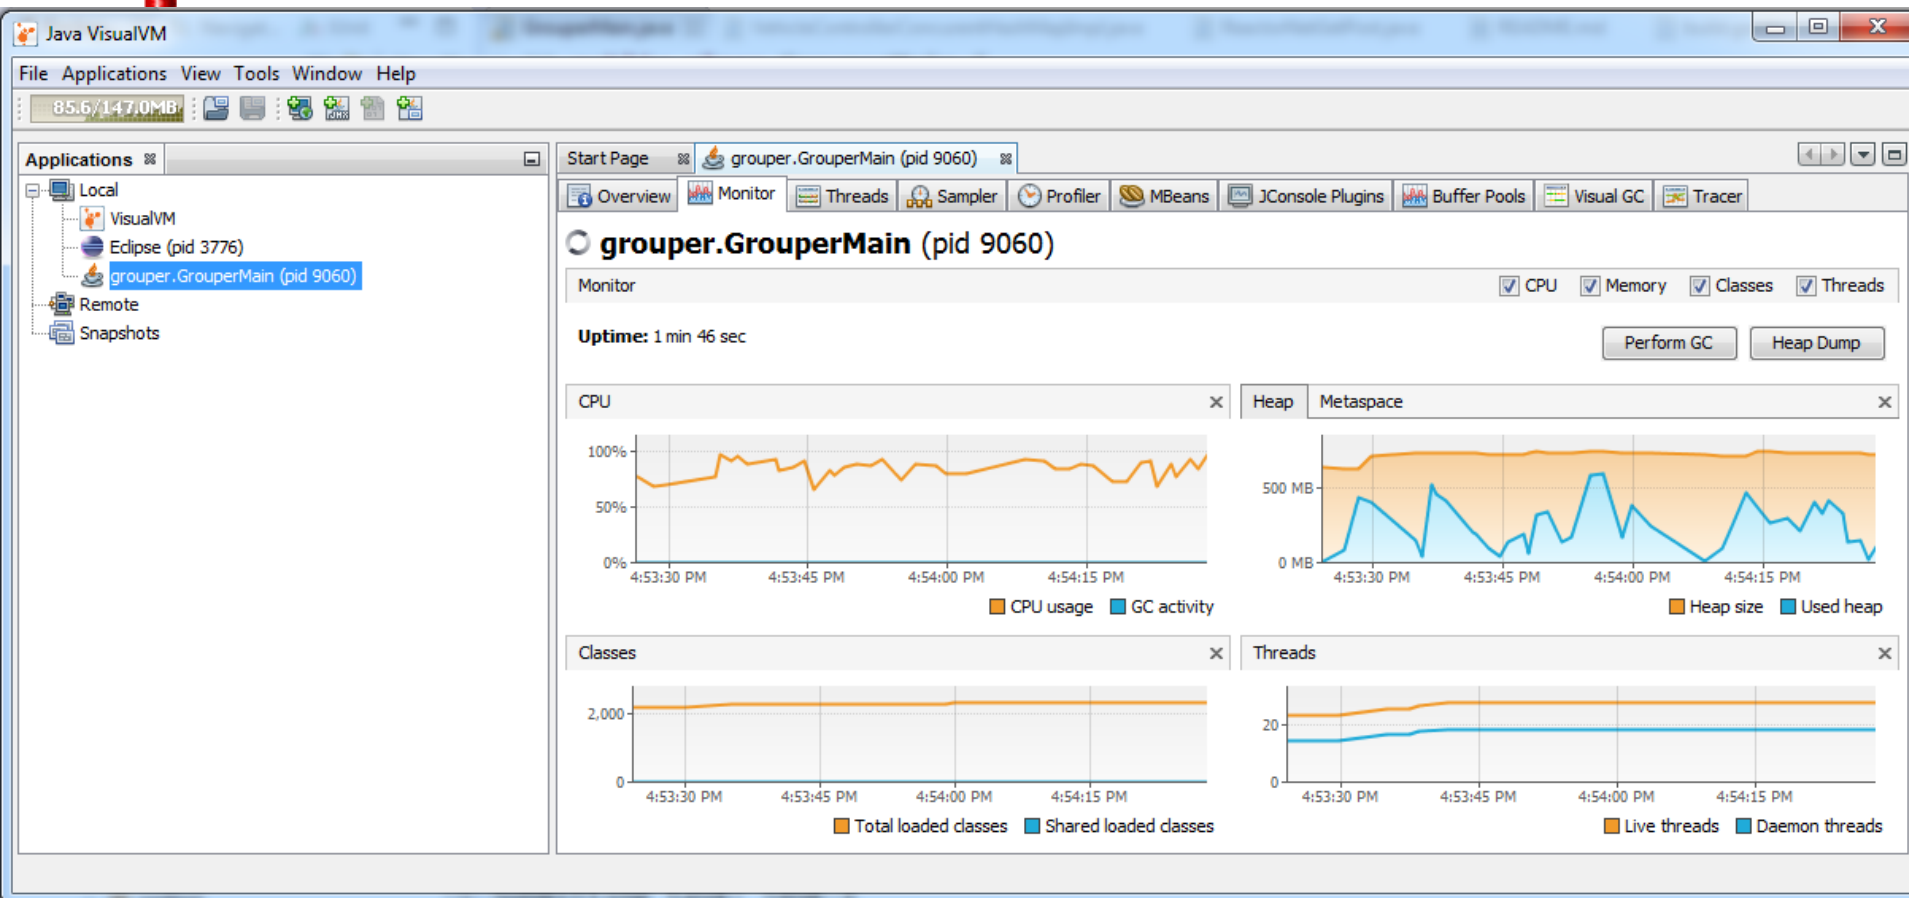 Java VisualVM
File Applications View Tools Window Help
85.6/147.0MB
Applications
Local
VisualVM
Eclipse (pid 3776)
grouper.GrouperMain (pid 9060)
Remote
Snapshots
Start Page grouper.GrouperMain (pid 9060)
Overview Monitor Threads Sampler Profiler MBeans JConsole Plugins Buffer Pools Visual GC Tracer
grouper.GrouperMain (pid 9060)
Monitor CPU Memory Classes Threads
Uptime: 1 min 46 sec
Perform GC Heap Dump
CPU
100%
50%
0%
4:53:30 PM 4:53:45 PM 4:54:00 PM 4:54:15 PM
CPU usage GC activity
Heap Metaspace
500 MB
0 MB
4:53:30 PM 4:53:45 PM 4:54:00 PM 4:54:15 PM
Heap size Used heap
Classes
2,000
0
4:53:30 PM 4:53:45 PM 4:54:00 PM 4:54:15 PM
Total loaded classes Shared loaded classes
Threads
20
0
4:53:30 PM 4:53:45 PM 4:54:00 PM 4:54:15 PM
Live threads Daemon threads